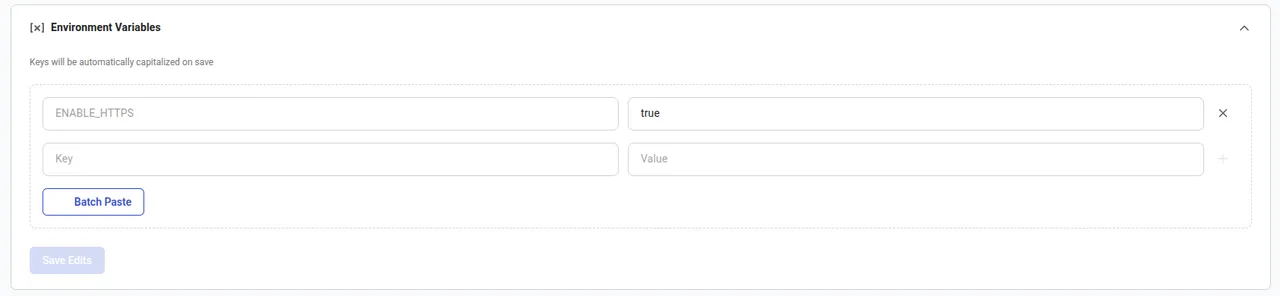 [x] Environment Variables
Keys will be automatically capitalized on save
ENABLE_HTTPS
true
Key
Value
Batch Paste
Save Edits